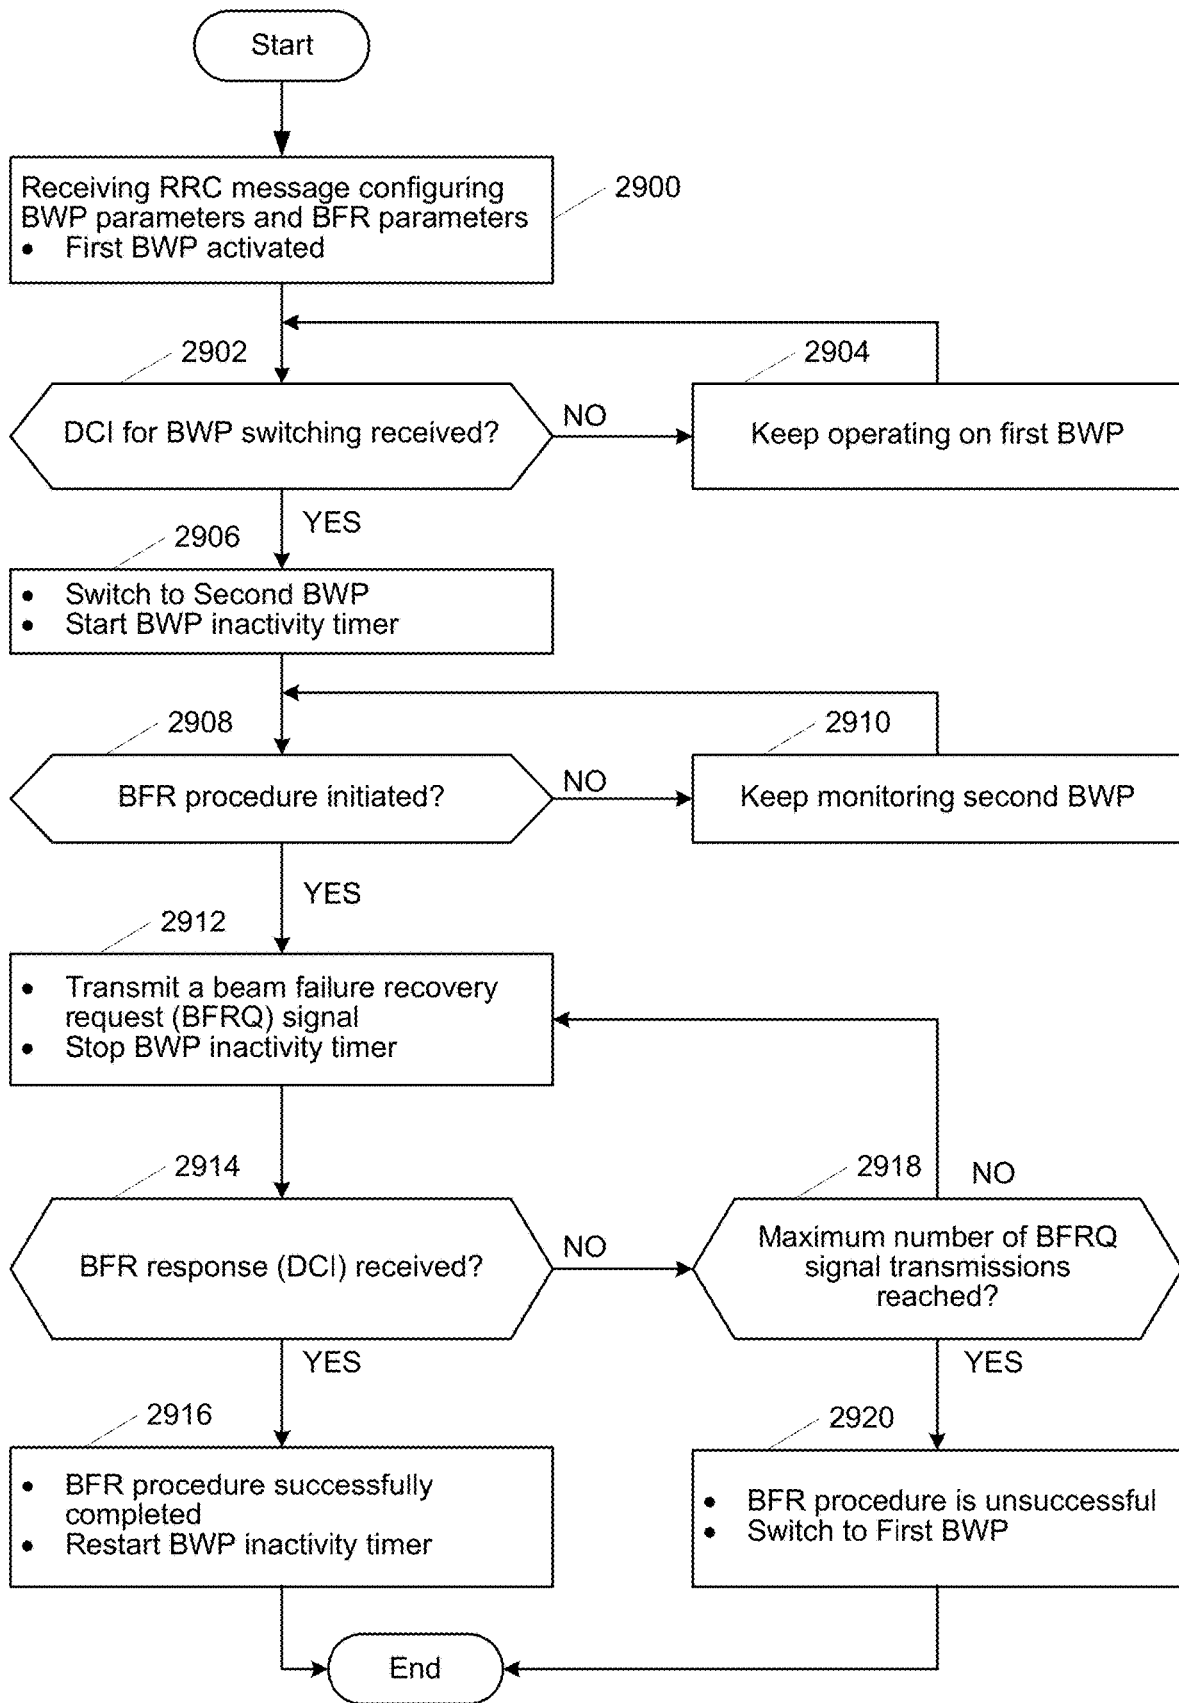 Start
Receiving RRC message configuring
BWP parameters and BFR parameters
• First BWP activated
2900
2902
DCI for BWP switching received?
NO
2904
Keep operating on first BWP
YES
2906
• Switch to Second BWP
• Start BWP inactivity timer
2908
BFR procedure initiated?
NO
2910
Keep monitoring second BWP
YES
2912
• Transmit a beam failure recovery
request (BFRQ) signal
• Stop BWP inactivity timer
2914
BFR response (DCI) received?
NO
2918
NO
Maximum number of BFRQ
signal transmissions
reached?
YES
YES
2916
• BFR procedure successfully
completed
• Restart BWP inactivity timer
2920
• BFR procedure is unsuccessful
• Switch to First BWP
End